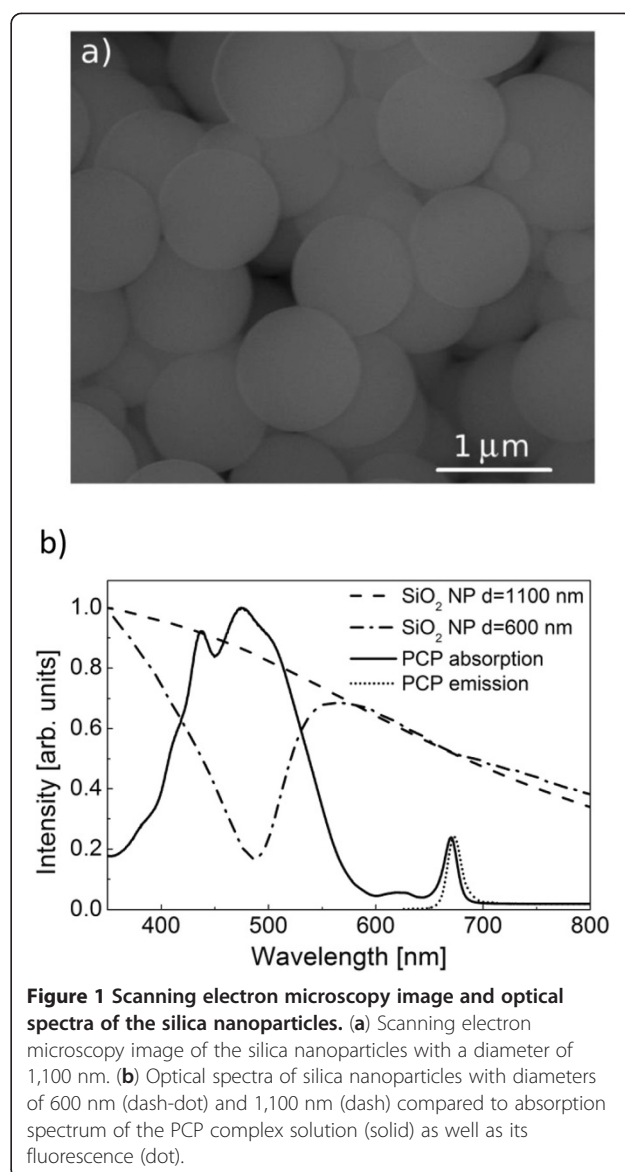 a)
1 μm
b)
SiO₂ NP d=1100 nm
SiO₂ NP d=600 nm
PCP absorption
PCP emission
1.0
0.8
0.6
0.4
0.2
0.0
Intensity [arb. units]
400 500 600 700 800
Wavelength [nm]
Figure 1 Scanning electron microscopy image and optical
spectra of the silica nanoparticles. (a) Scanning electron
microscopy image of the silica nanoparticles with a diameter of
1,100 nm. (b) Optical spectra of silica nanoparticles with diameters
of 600 nm (dash-dot) and 1,100 nm (dash) compared to absorption
spectrum of the PCP complex solution (solid) as well as its
fluorescence (dot).